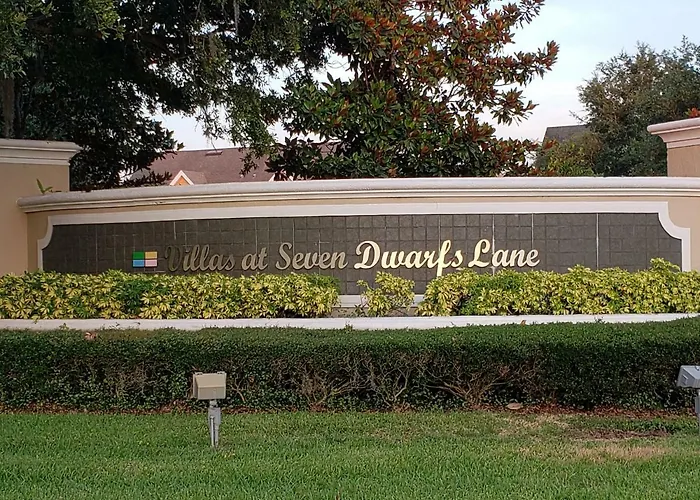 Villas at Seven Dwarfs Lane